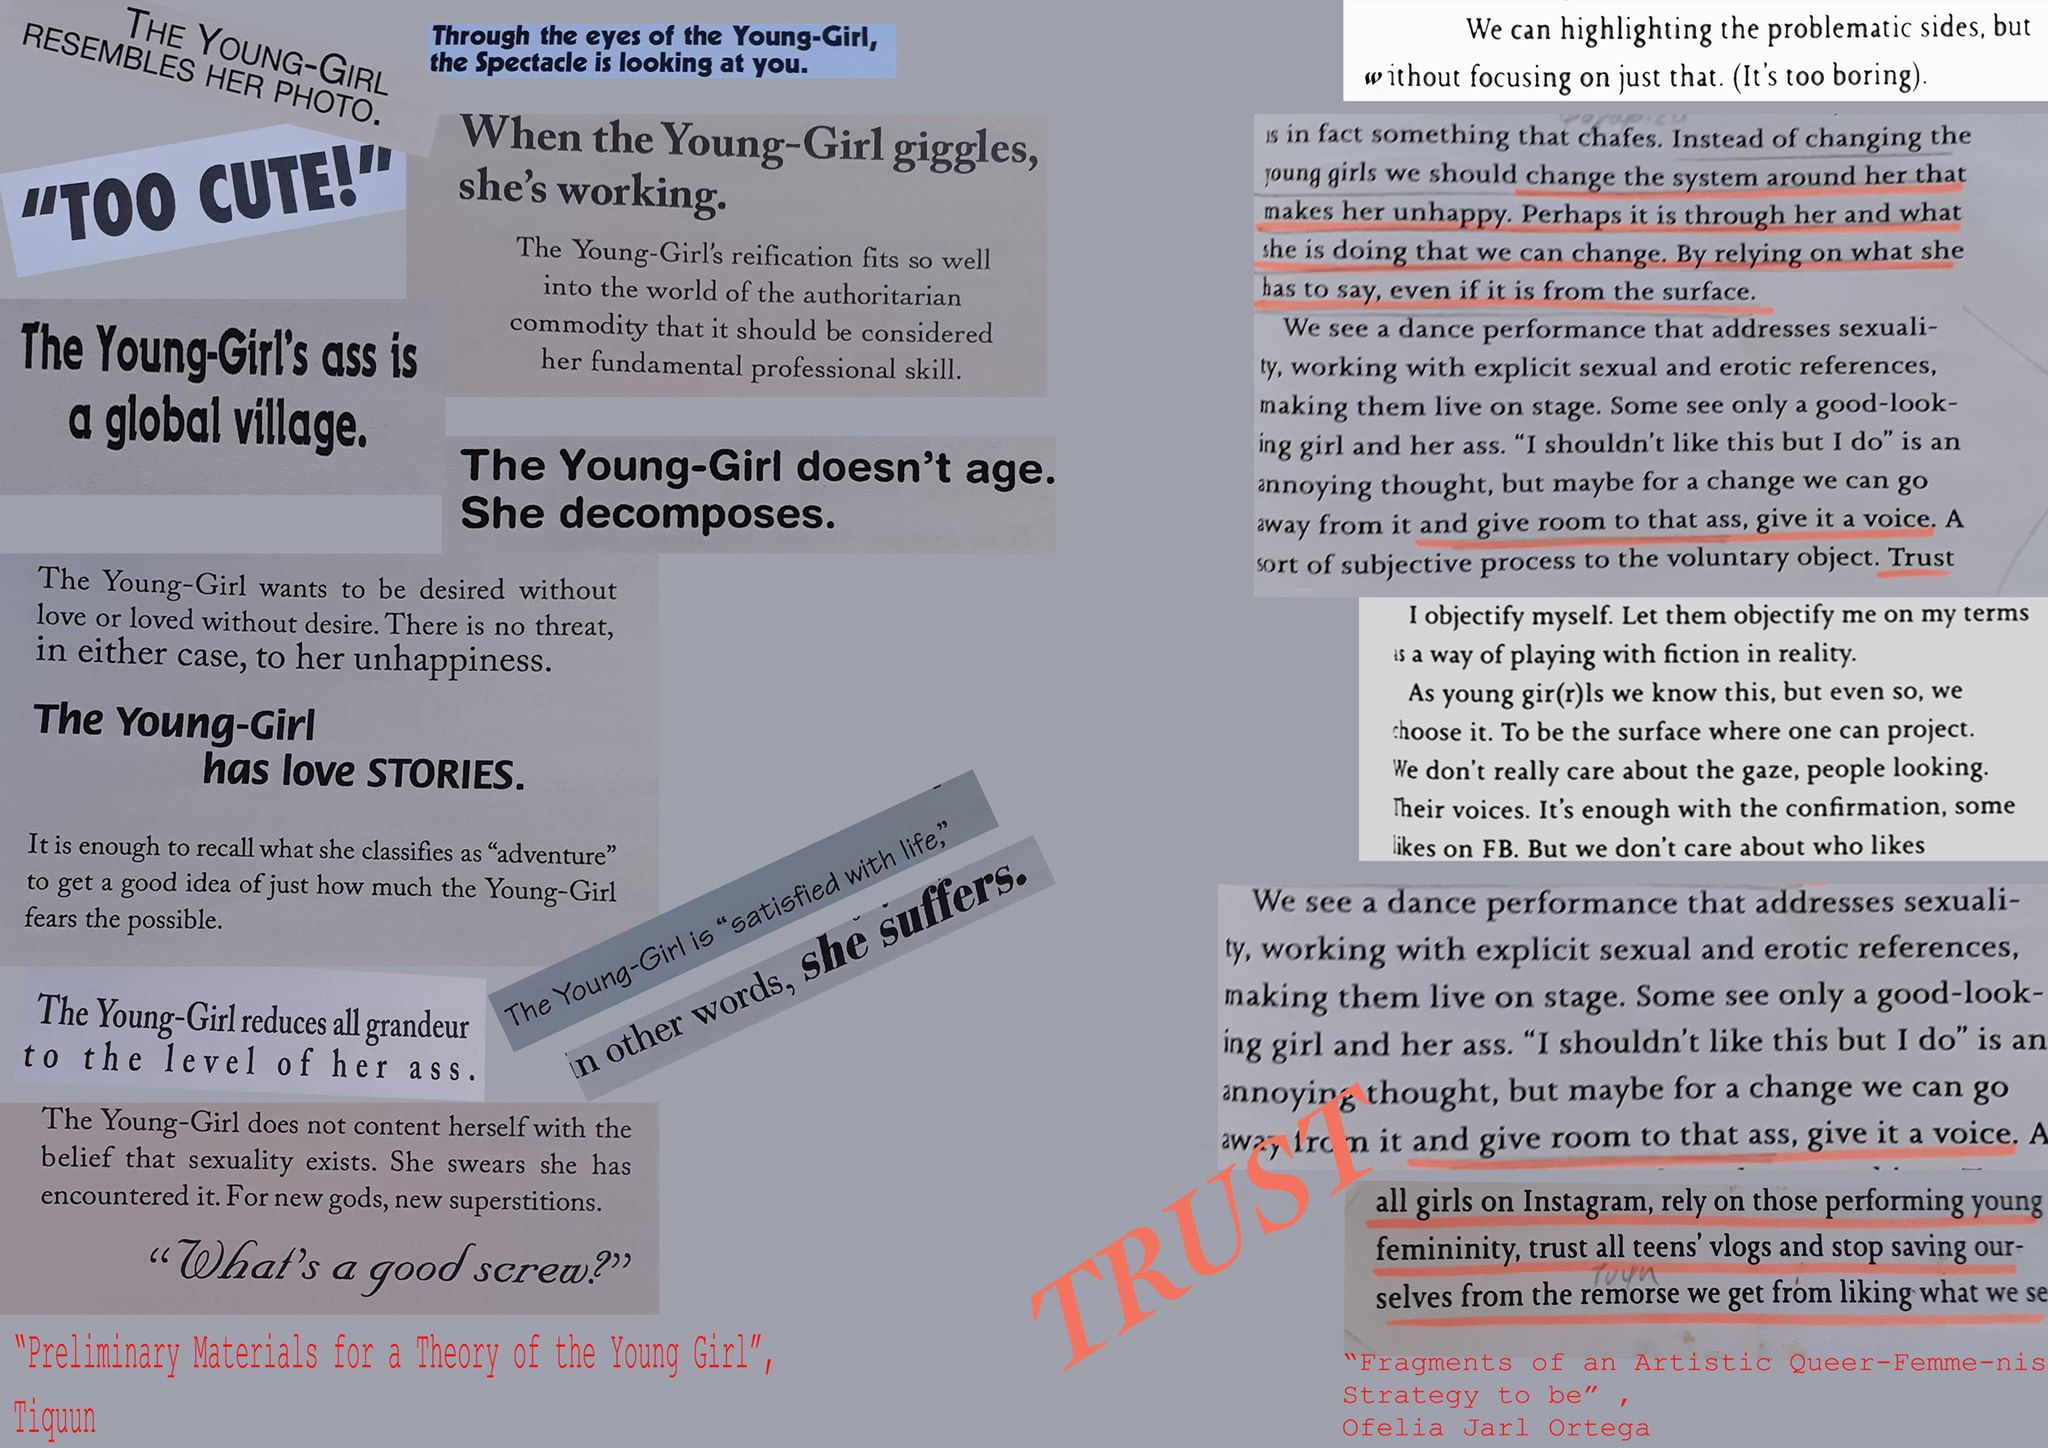 THE YOUNG-GIRL
RESEMBLES HER PHOTO.
Through the eyes of the Young-Girl,
the Spectacle is looking at you.
"TOO CUTE!"
When the Young-Girl giggles,
she's working.
The Young-Girl's reification fits so well
into the world of the authoritarian
commodity that it should be considered
her fundamental professional skill.
The Young-Girl's ass is
a global village.
The Young-Girl doesn't age.
She decomposes.
The Young-Girl wants to be desired without
love or loved without desire. There is no threat,
in either case, to her unhappiness.
The Young-Girl
has love STORIES.
It is enough to recall what she classifies as "adventure"
to get a good idea of just how much the Young-Girl
fears the possible.
The Young-Girl is "satisfied with life,"
in other words, she suffers.
The Young-Girl reduces all grandeur
to the level of her ass.
The Young-Girl does not content herself with the
belief that sexuality exists. She swears she has
encountered it. For new gods, new superstitions.
"What's a good screw?"
"Preliminary Materials for a Theory of the Young Girl",
Tiquun
We can highlighting the problematic sides, but
without focusing on just that. (It's too boring).
is in fact something that chafes. Instead of changing the
young girls we should change the system around her that
makes her unhappy. Perhaps it is through her and what
she is doing that we can change. By relying on what she
has to say, even if it is from the surface.
We see a dance performance that addresses sexuali-
ty, working with explicit sexual and erotic references,
making them live on stage. Some see only a good-look-
ing girl and her ass. "I shouldn't like this but I do" is an
annoying thought, but maybe for a change we can go
away from it and give room to that ass, give it a voice. A
sort of subjective process to the voluntary object. Trust
I objectify myself. Let them objectify me on my terms
is a way of playing with fiction in reality.
As young gir(r)ls we know this, but even so, we
choose it. To be the surface where one can project.
We don't really care about the gaze, people looking.
Their voices. It's enough with the confirmation, some
likes on FB. But we don't care about who likes
We see a dance performance that addresses sexuali-
ty, working with explicit sexual and erotic references,
making them live on stage. Some see only a good-look-
ing girl and her ass. "I shouldn't like this but I do" is an
annoying thought, but maybe for a change we can go
away from it and give room to that ass, give it a voice. A
TRUST
all girls on Instagram, rely on those performing young
femininity, trust all teens' vlogs and stop saving our-
selves from the remorse we get from liking what we se
"Fragments of an Artistic Queer-Femme-nis
Strategy to be" ,
Ofelia Jarl Ortega